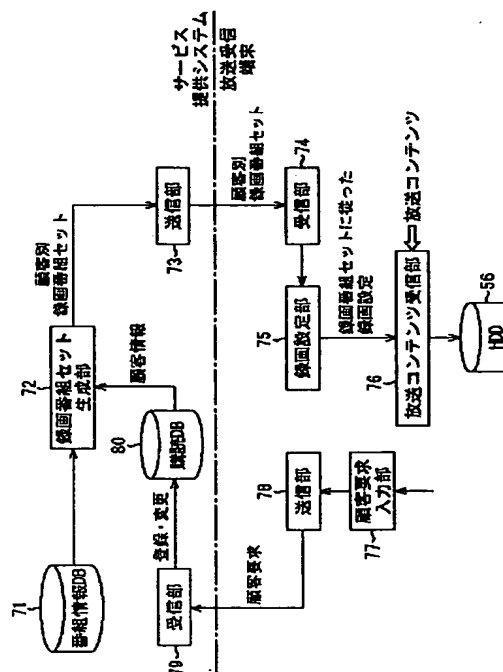 サービス
提供システム
放送受信
端末
71
番組情報DB
72
録画番組セット
生成部
顧客別
録画番組セット
送信部
73
顧客情報
80
購読DB
登録・変更
受信部
79
顧客別
録画番組セット
受信部
74
75
録画設定部
録画番組セットに従った
録画設定
放送コンテンツ受信部
76
放送コンテンツ
56
HDD
顧客要求
送信部
78
顧客要求
入力部
77